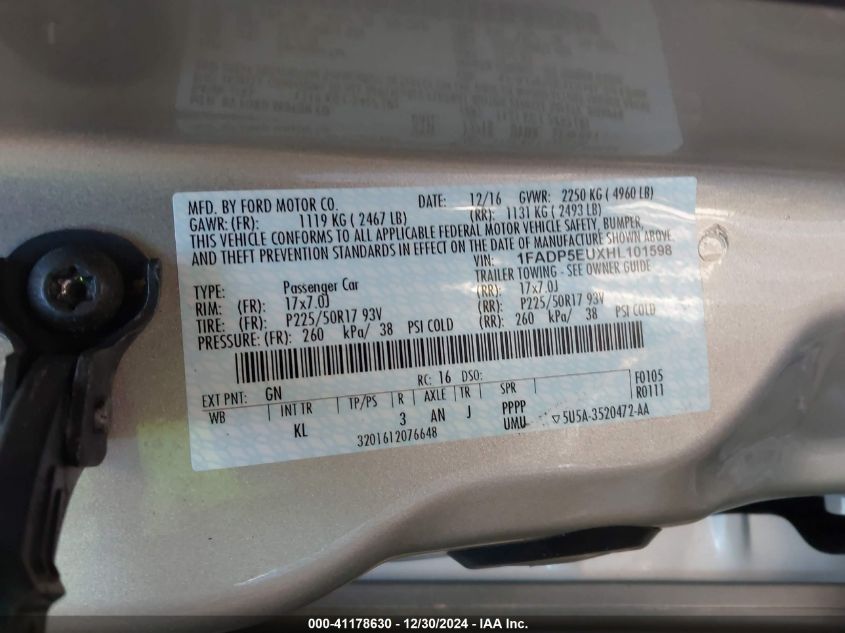 MFD. BY FORD MOTOR CO. DATE: 12/16 GVWR: 2250 KG ( 4960 LB)
GAWR: (FR): 1119 KG ( 2467 LB) (RR): 1131 KG ( 2493 LB)
THIS VEHICLE CONFORMS TO ALL APPLICABLE FEDERAL MOTOR VEHICLE SAFETY, BUMPER,
AND THEFT PREVENTION STANDARDS IN EFFECT ON THE DATE OF MANUFACTURE SHOWN ABOVE.
VIN: 1FADP5EUXHL101598
TRAILER TOWING - SEE OWNER GUIDE
TYPE: Passenger Car
RIM: (FR): 17x7.0J (RR): 17x7.0J
TIRE: (FR): P225/50R17 93V (RR): P225/50R17 93V
PRESSURE: (FR): 260 kPa/ 38 PSI COLD (RR): 260 kPa/ 38 PSI COLD
EXT PNT: GN RC: 16 DSO: F0105
WB INT TR TP/PS R AXLE TR SPR R0111
KL 3 AN J PPPP
UMU ▽5U5A-3520472-AA
3201612076648
000-41178630 - 12/30/2024 - IAA Inc.